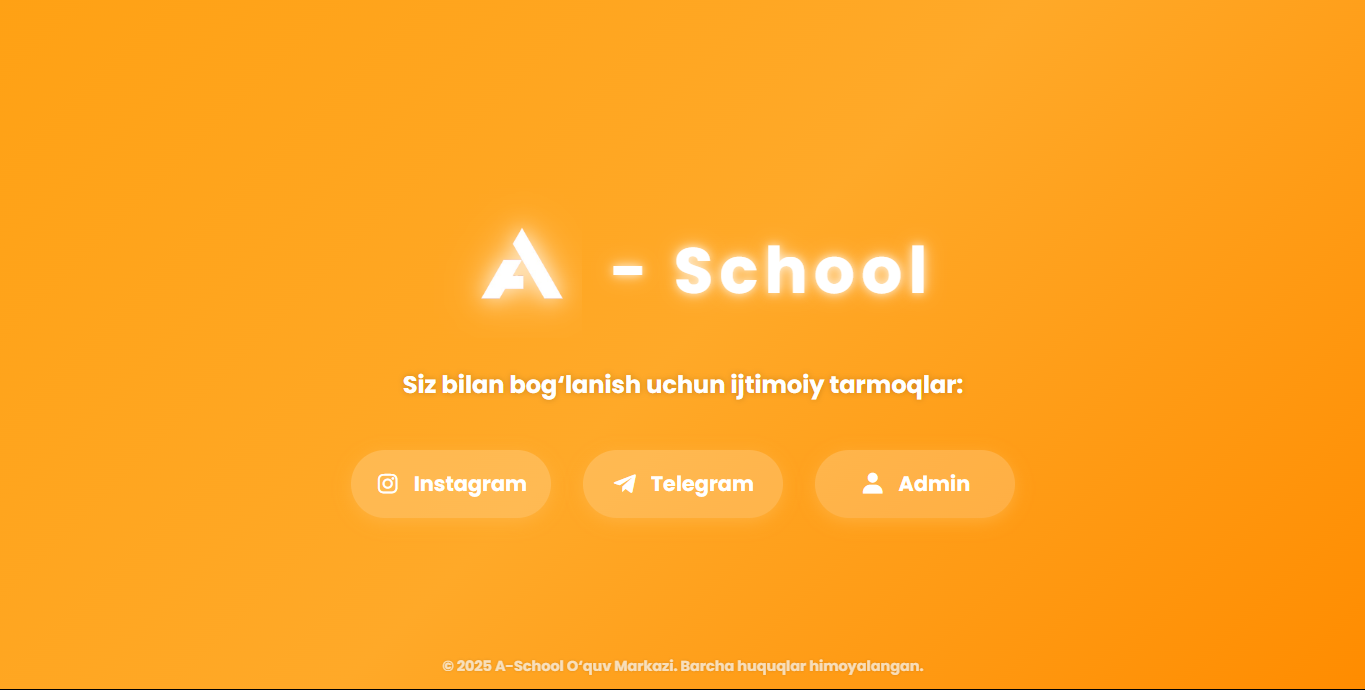 A - School
Siz bilan bog‘lanish uchun ijtimoiy tarmoqlar:
Instagram Telegram Admin
© 2025 A-School O‘quv Markazi. Barcha huquqlar himoyalangan.